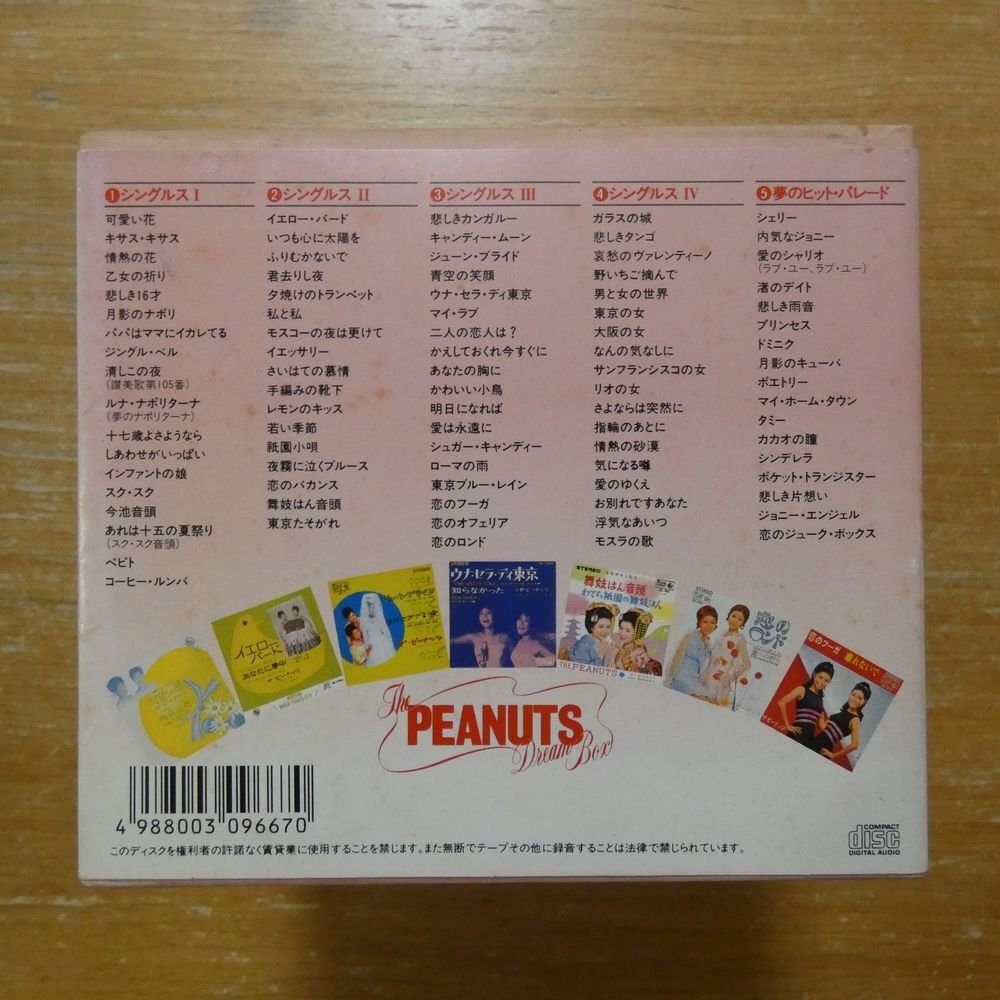 ❶シングルス I
可愛い花
キサス・キサス
情熱の花
乙女の祈り
悲しき16才
月影のナポリ
パパはママにイカレてる
ジングル・ベル
清しこの夜
(讃美歌第105番)
ルナ・ナポリターナ
(夢のナポリターナ)
十七歳よさようなら
しあわせがいっぱい
インファントの娘
スク・スク
今池音頭
あれは十五の夏祭り
(スク・スク音頭)
ペピト
コーヒー・ルンバ
❷シングルス II
イエロー・バード
いつも心に太陽を
ふりむかないで
君去りし夜
夕焼けのトランペット
私と私
モスコーの夜は更けて
イエッサリー
さいはての慕情
手編みの靴下
レモンのキッス
若い季節
祇園小唄
夜霧に泣くブルース
恋のバカンス
舞妓はん音頭
東京たそがれ
❸シングルス III
悲しきカンガルー
キャンディー・ムーン
ジューン・ブライド
青空の笑顔
ウナ・セラ・ディ東京
マイ・ラブ
二人の恋人は?
かえしておくれ今すぐに
あなたの胸に
かわいい小鳥
明日になれば
愛は永遠に
シュガー・キャンディー
ローマの雨
東京ブルー・レイン
恋のフーガ
恋のオフェリア
恋のロンド
❹シングルス IV
ガラスの城
悲しきタンゴ
哀愁のヴァレンティーノ
野いちご摘んで
男と女の世界
東京の女
大阪の女
なんの気なしに
サンフランシスコの女
リオの女
さよならは突然に
指輪のあとに
情熱の砂漠
気になる噂
愛のゆくえ
お別れですあなた
浮気なあいつ
モスラの歌
❺夢のヒット・パレード
シェリー
内気なジョニー
愛のシャリオ
(ラブ・ユー、ラブ・ユー)
渚のデイト
悲しき雨音
プリンセス
ドミニク
月影のキューバ
ポエトリー
マイ・ホーム・タウン
タミー
カカオの瞳
シンデレラ
ポケット・トランジスター
悲しき片想い
ジョニー・エンジェル
恋のジューク・ボックス
イエロー・バード
あなたに夢中
ウナ・セラ・ディ東京
知らなかった
STEREO
舞妓はん音頭
わてら祇園の舞妓はん
THE PEANUTS
恋のロンド
恋のフーガ
離れないで
The
PEANUTS
Dream Box
4 988003 096670
COMPACT
disc
DIGITAL AUDIO
このディスクを権利者の許諾なく賃貸業に使用することを禁じます。また無断でテープその他に録音することは法律で禁じられています。